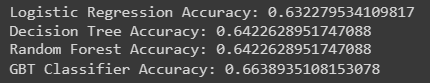 Logistic Regression Accuracy: 0.632279534109817
Decision Tree Accuracy: 0.6422628951747088
Random Forest Accuracy: 0.6422628951747088
GBT Classifier Accuracy: 0.6638935108153078